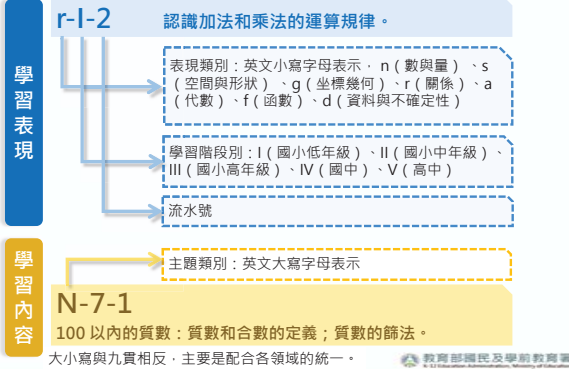 學習表現
r-I-2 認識加法和乘法的運算規律。
表現類別：英文小寫字母表示，n（數與量）、s
（空間與形狀）、g（坐標幾何）、r（關係）、a
（代數）、f（函數）、d（資料與不確定性）
學習階段別：I（國小低年級）、II（國小中年級）、
III（國小高年級）、IV（國中）、V（高中）
流水號
學習內容
主題類別：英文大寫字母表示
N-7-1
100 以內的質數：質數和合數的定義；質數的篩法。
大小寫與九貫相反，主要是配合各領域的統一。
教育部國民及學前教育署
K-12 Education Administration, Ministry of Education